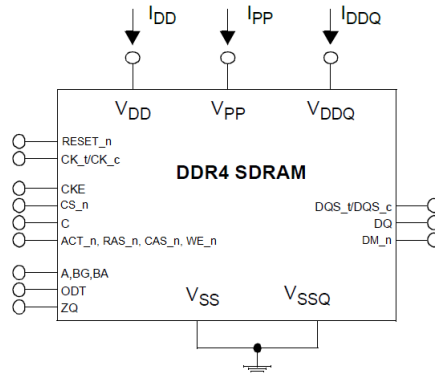 IDD IPP IDDQ
VDD VPP VDDQ
RESET_n
CK_t/CK_c
DDR4 SDRAM
CKE
CS_n DQS_t/DQS_c
C DQ
ACT_n, RAS_n, CAS_n, WE_n DM_n
A,BG,BA
ODT VSS VSSQ
ZQ